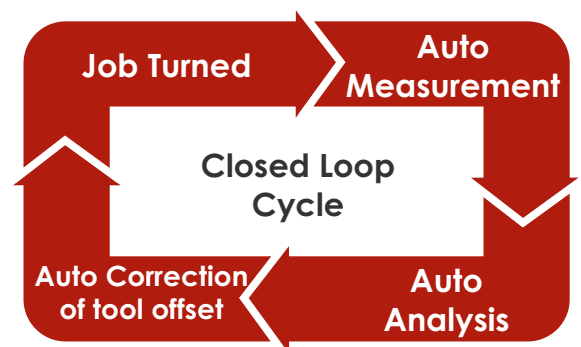 Job Turned
Auto
Measurement
Closed Loop
Cycle
Auto Correction
of tool offset
Auto
Analysis